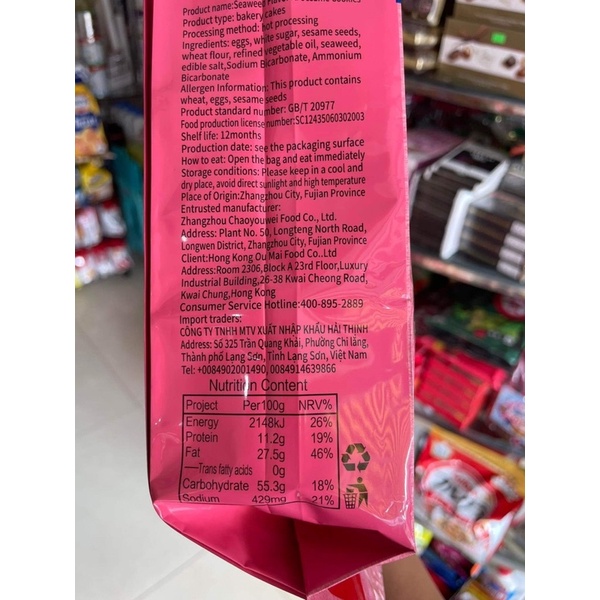 Product name:Seaweed
Product type: bakery cakes
Processing method: hot processing
Ingredients: eggs, white sugar, sesame seeds,
wheat flour, refined vegetable oil, seaweed,
edible salt,Sodium Bicarbonate, Ammonium
Bicarbonate
Allergen Information: This product contains
wheat, eggs, sesame seeds
Product standard number: GB/T 20977
Food production license number:SC12435060302003
Shelf life: 12months
Production date: see the packaging surface
How to eat: Open the bag and eat immediately
Storage conditions: Please keep in a cool and
dry place, avoid direct sunlight and high temperature
Place of Origin:Zhangzhou City, Fujian Province
Entrusted manufacturer:
Zhangzhou Chaoyouwei Food Co., Ltd.
Address: Plant No. 50, Longteng North Road,
Longwen District, Zhangzhou City, Fujian Province
Client:Hong Kong Ou Mai Food Co..Ltd
Address:Room 2306,Block A 23rd Floor,Luxury
Industrial Building,26-38 Kwai Cheong Road,
Kwai Chung,Hong Kong
Consumer Service Hotline:400-895-2889
Import traders:
CÔNG TY TNHH MTV XUẤT NHẬP KHẨU HẢI THỊNH
Address: Số 325 Trần Quang Khải, Phường Chi lăng,
Thành phố Lạng Sơn, Tỉnh Lạng Sơn, Việt Nam
Tel: +0084902001490, 0084914639866
Nutrition Content
Project Per100g NRV%
Energy 2148kJ 26%
Protein 11.2g 19%
Fat 27.5g 46%
—Trans fatty acids 0g
Carbohydrate 55.3g 18%
Sodium 429mg 21%